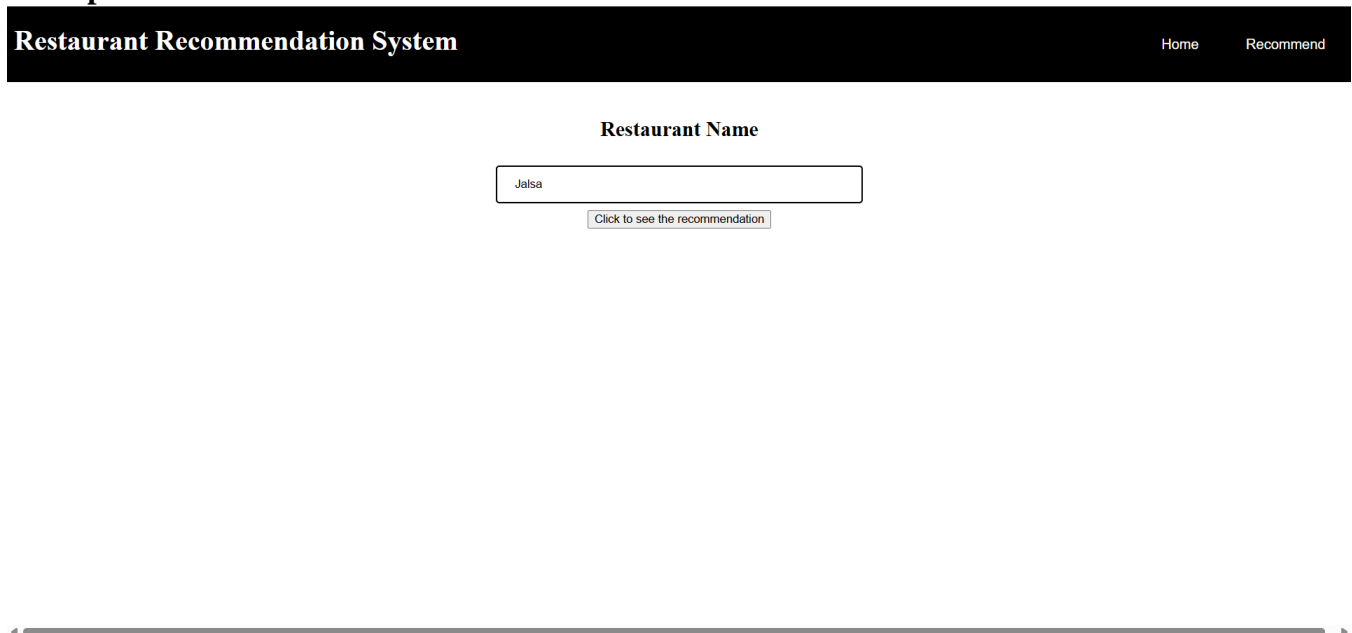 Restaurant Recommendation System
Home Recommend
Restaurant Name
Jalsa
Click to see the recommendation